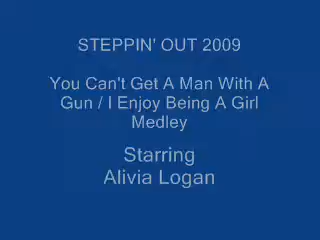 STEPPIN' OUT 2009
You Can't Get A Man With A
Gun / I Enjoy Being A Girl
Medley
Starring
Alivia Logan